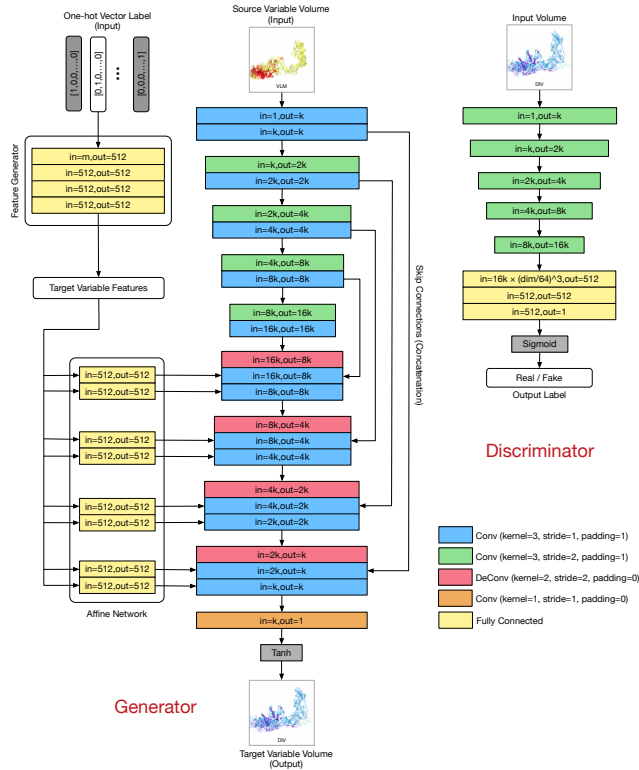 One-hot Vector Label
(Input)
[1,0,0,...,0]
[0,1,0,...,0]
[0,0,0,...,1]
Feature Generator
in=m,out=512
in=512,out=512
in=512,out=512
in=512,out=512
Target Variable Features
in=512,out=512
in=512,out=512
in=512,out=512
in=512,out=512
in=512,out=512
in=512,out=512
in=512,out=512
in=512,out=512
Affine Network
Source Variable Volume
(Input)
VLM
in=1,out=k
in=k,out=k
in=k,out=2k
in=2k,out=2k
in=2k,out=4k
in=4k,out=4k
in=4k,out=8k
in=8k,out=8k
in=8k,out=16k
in=16k,out=16k
in=16k,out=8k
in=16k,out=8k
in=8k,out=8k
in=8k,out=4k
in=8k,out=4k
in=4k,out=4k
in=4k,out=2k
in=4k,out=2k
in=2k,out=2k
in=2k,out=k
in=2k,out=k
in=k,out=k
in=k,out=1
Tanh
DIV
Target Variable Volume
(Output)
Skip Connections (Concatenation)
Generator
Input Volume
DIV
in=1,out=k
in=k,out=2k
in=2k,out=4k
in=4k,out=8k
in=8k,out=16k
in=16k × (dim/64)^3,out=512
in=512,out=512
in=512,out=1
Sigmoid
Real / Fake
Output Label
Discriminator
Conv (kernel=3, stride=1, padding=1)
Conv (kernel=3, stride=2, padding=1)
DeConv (kernel=2, stride=2, padding=0)
Conv (kernel=1, stride=1, padding=0)
Fully Connected